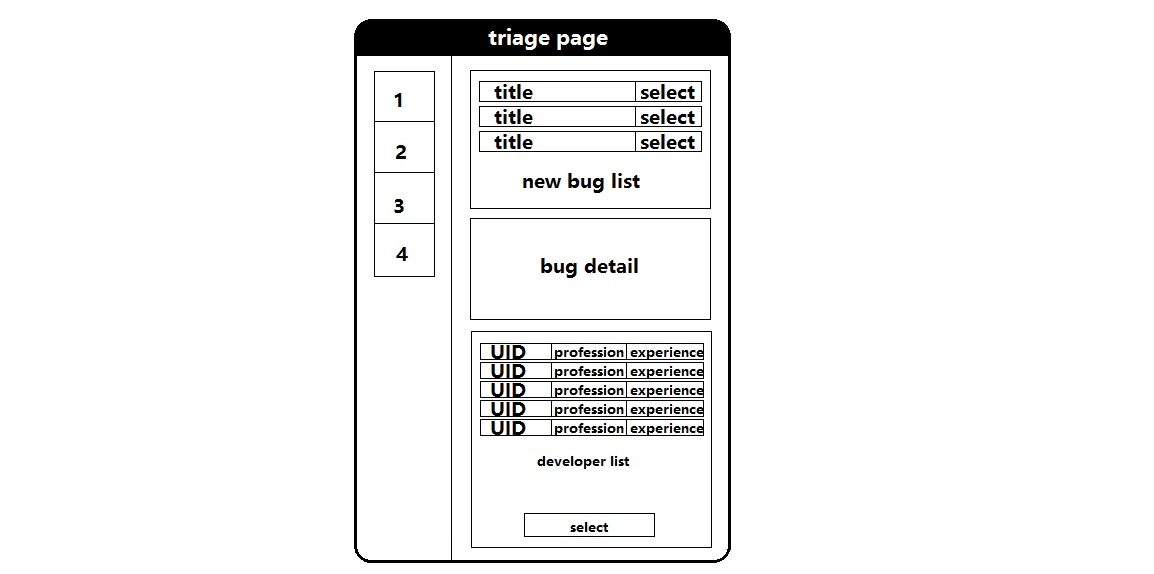 triage page
1
2
3
4
title select
title select
title select
new bug list
bug detail
UID profession experience
UID profession experience
UID profession experience
UID profession experience
UID profession experience
developer list
select